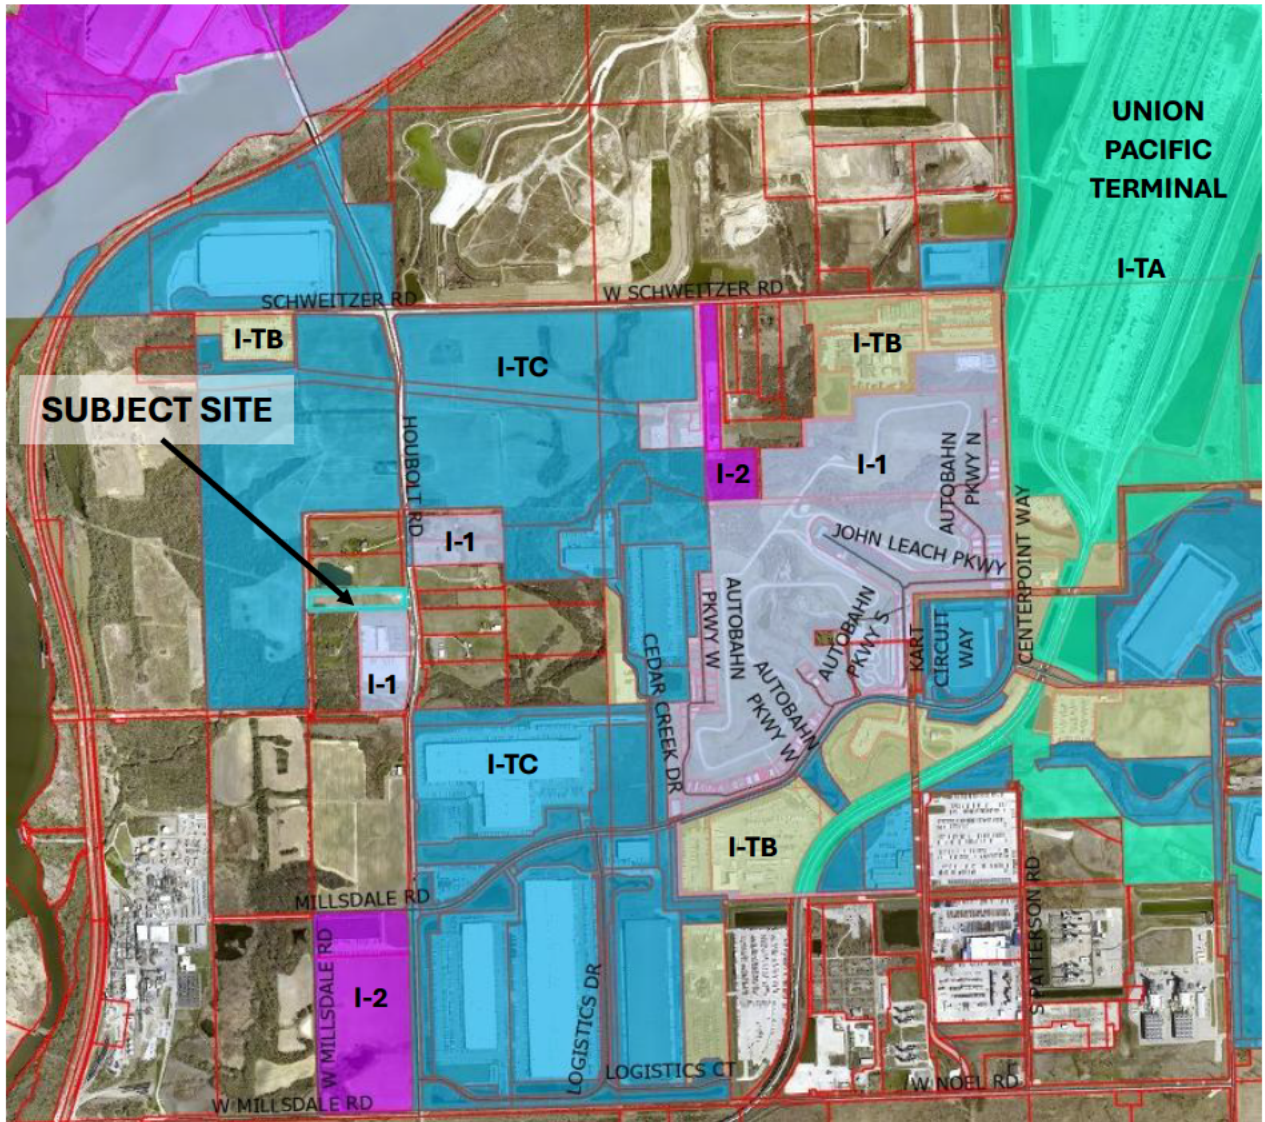 UNION
PACIFIC
TERMINAL
I-TA
SCHWEITZER RD
W SCHWEITZER RD
I-TB
I-TC
I-TB
SUBJECT SITE
HOUBOLT RD
I-2
I-1
AUTOBAHN
PKWY N
I-1
JOHN LEACH PKWY
CENTERPOINT WAY
AUTOBAHN
PKWY W
AUTOBAHN
PKWY S
KART
CIRCUIT
WAY
CEDAR CREEK DR
AUTOBAHN
PKWY W
I-1
I-TC
I-TB
MILLSDALE RD
S PATTERSON RD
W MILLSDALE RD
I-2
LOGISTICS DR
LOGISTICS CT
W NOEL RD
W MILLSDALE RD